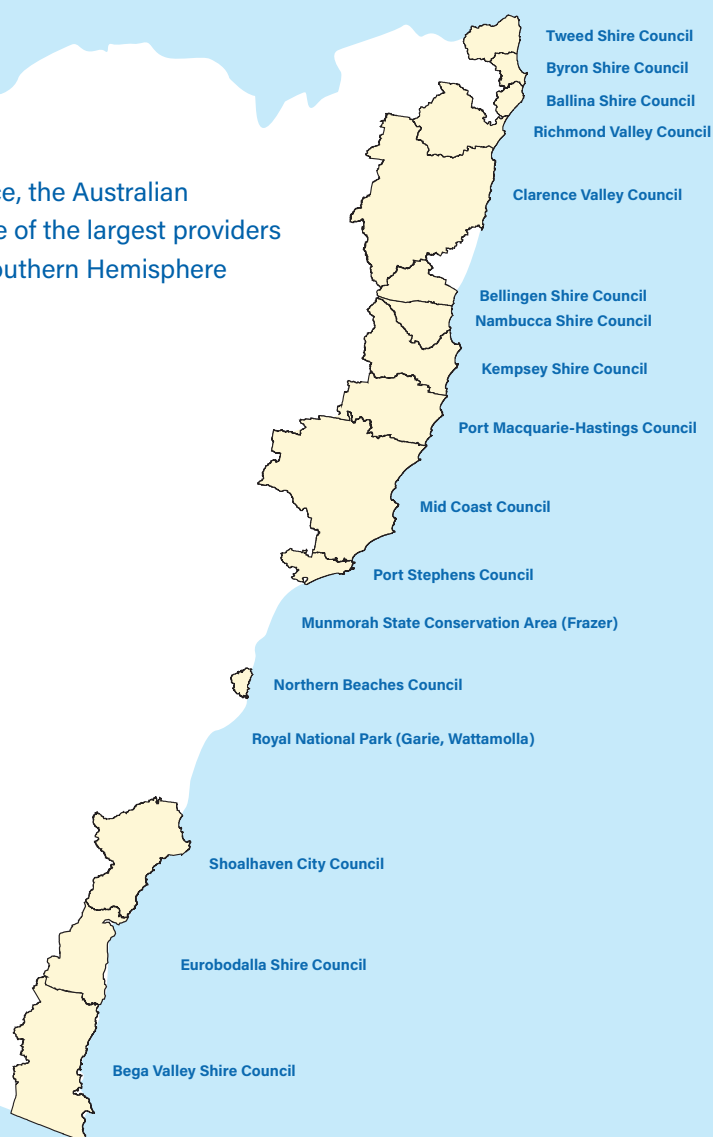 Tweed Shire Council
Byron Shire Council
Ballina Shire Council
Richmond Valley Council
ce, the Australian
e of the largest providers
outhern Hemisphere
Clarence Valley Council
Bellingen Shire Council
Nambucca Shire Council
Kempsey Shire Council
Port Macquarie-Hastings Council
Mid Coast Council
Port Stephens Council
Munmorah State Conservation Area (Frazer)
Northern Beaches Council
Royal National Park (Garie, Wattamolla)
Shoalhaven City Council
Eurobodalla Shire Council
Bega Valley Shire Council